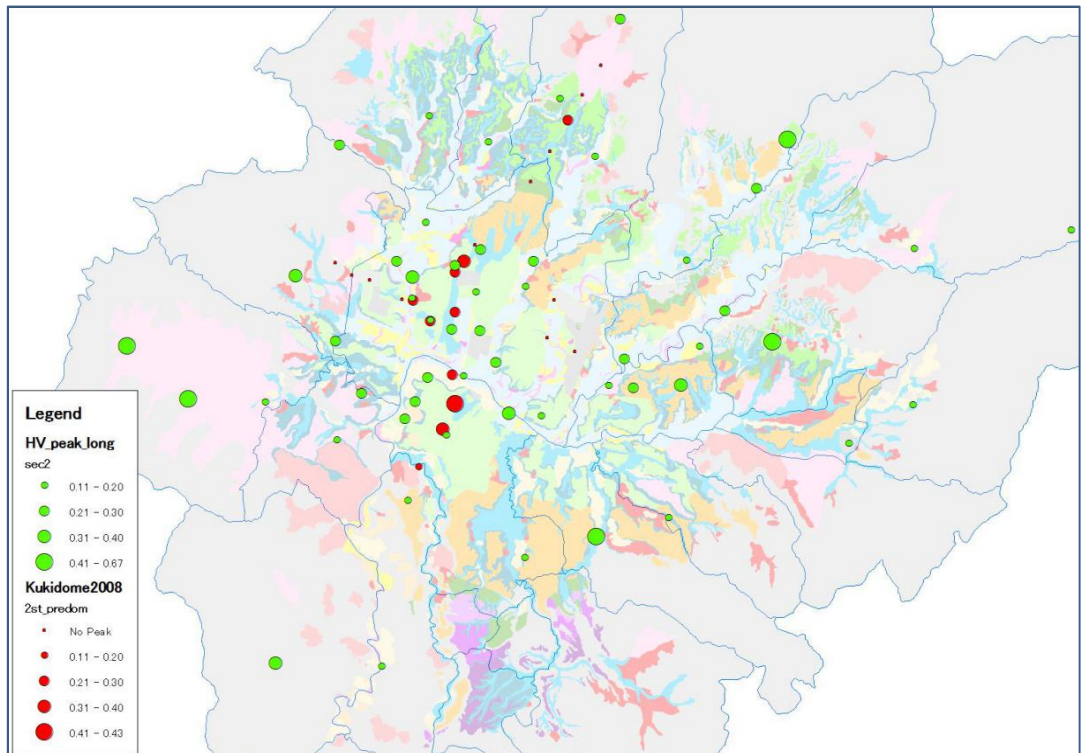 Legend
HV_peak_long
sec2
0.11 - 0.20
0.21 - 0.30
0.31 - 0.40
0.41 - 0.67
Kukidome2008
2st_predom
No Peak
0.11 - 0.20
0.21 - 0.30
0.31 - 0.40
0.41 - 0.43